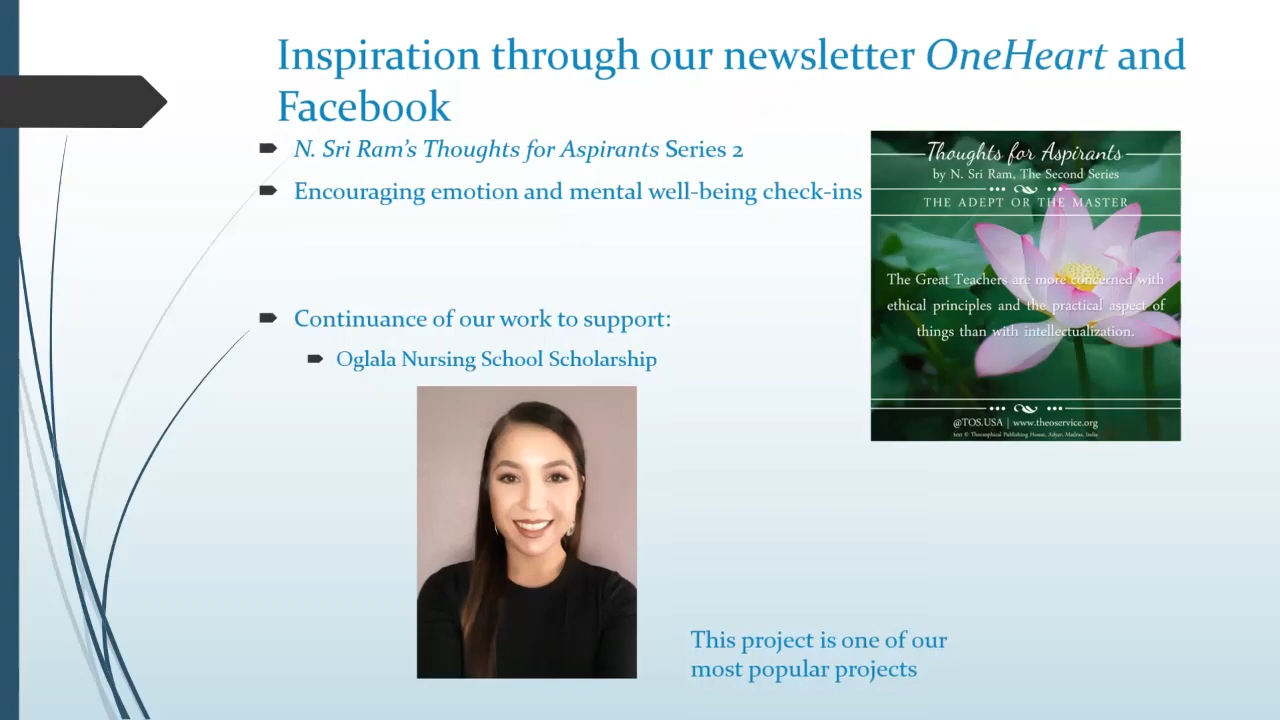 Inspiration through our newsletter OneHeart and
Facebook
N. Sri Ram's Thoughts for Aspirants Series 2
Encouraging emotion and mental well-being check-ins
Continuance of our work to support:
Oglala Nursing School Scholarship
This project is one of our
most popular projects
Thoughts for Aspirants
by N. Sri Ram, The Second Series
THE ADEPT OR THE MASTER
The Great Teachers are more concerned with
ethical principles and the practical aspect of
things than with intellectualization.
@TOS.USA | www.theoservice.org
text © Theosophical Publishing House, Adyar, Madras, India